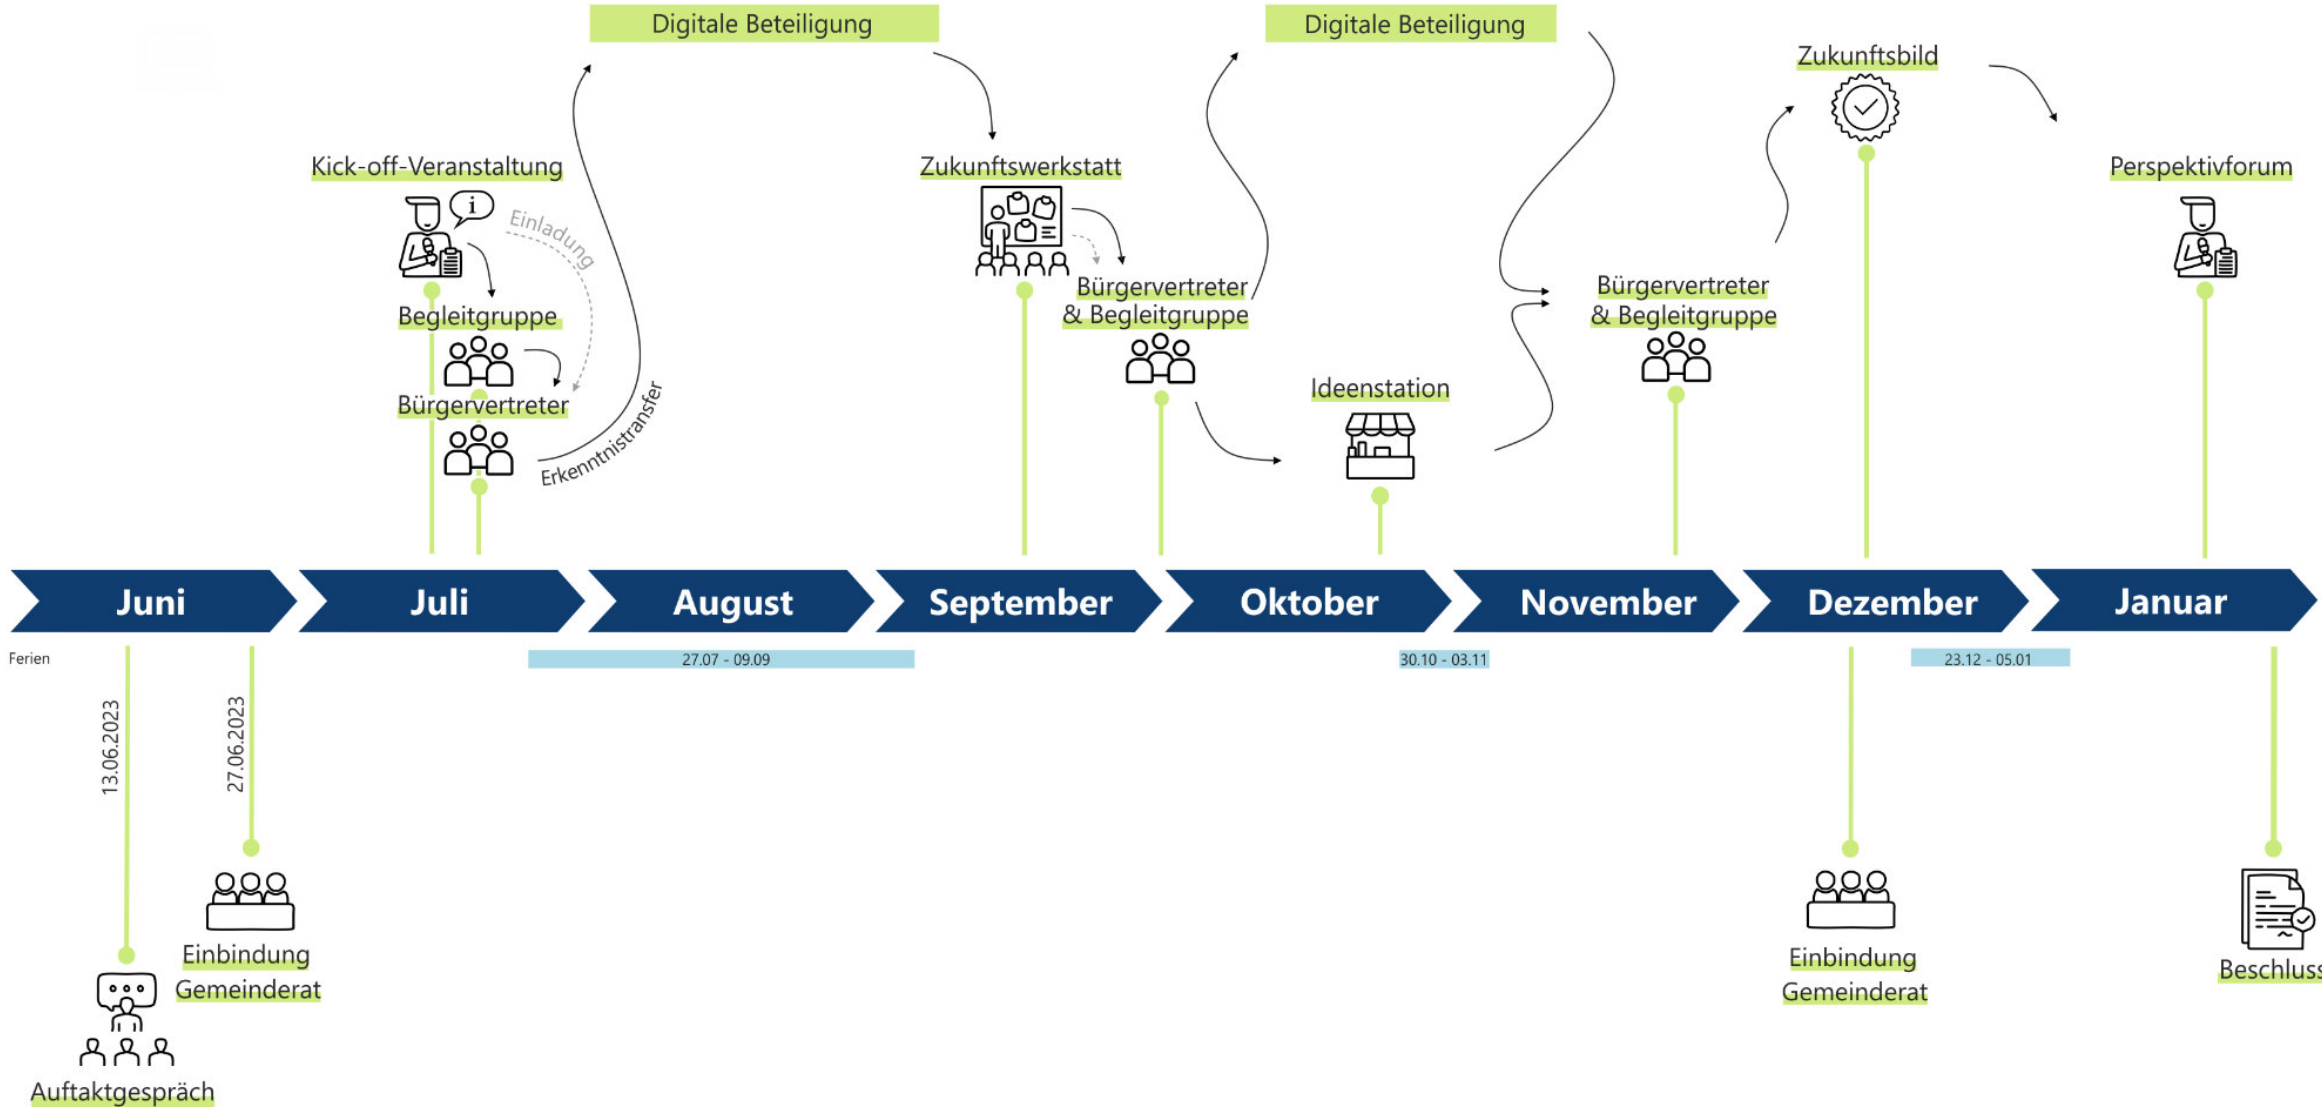 Digitale Beteiligung
Digitale Beteiligung
Zukunftsbild
Kick-off-Veranstaltung
Zukunftswerkstatt
Perspektivforum
i
Einladung
Begleitgruppe
Bürgervertreter
& Begleitgruppe
Bürgervertreter
& Begleitgruppe
Bürgervertreter
Erkenntnistransfer
Ideenstation
Juni
Juli
August
September
Oktober
November
Dezember
Januar
Ferien
27.07 - 09.09
30.10 - 03.11
23.12 - 05.01
13.06.2023
27.06.2023
Einbindung
Gemeinderat
Einbindung
Gemeinderat
Beschluss
Auftaktgespräch